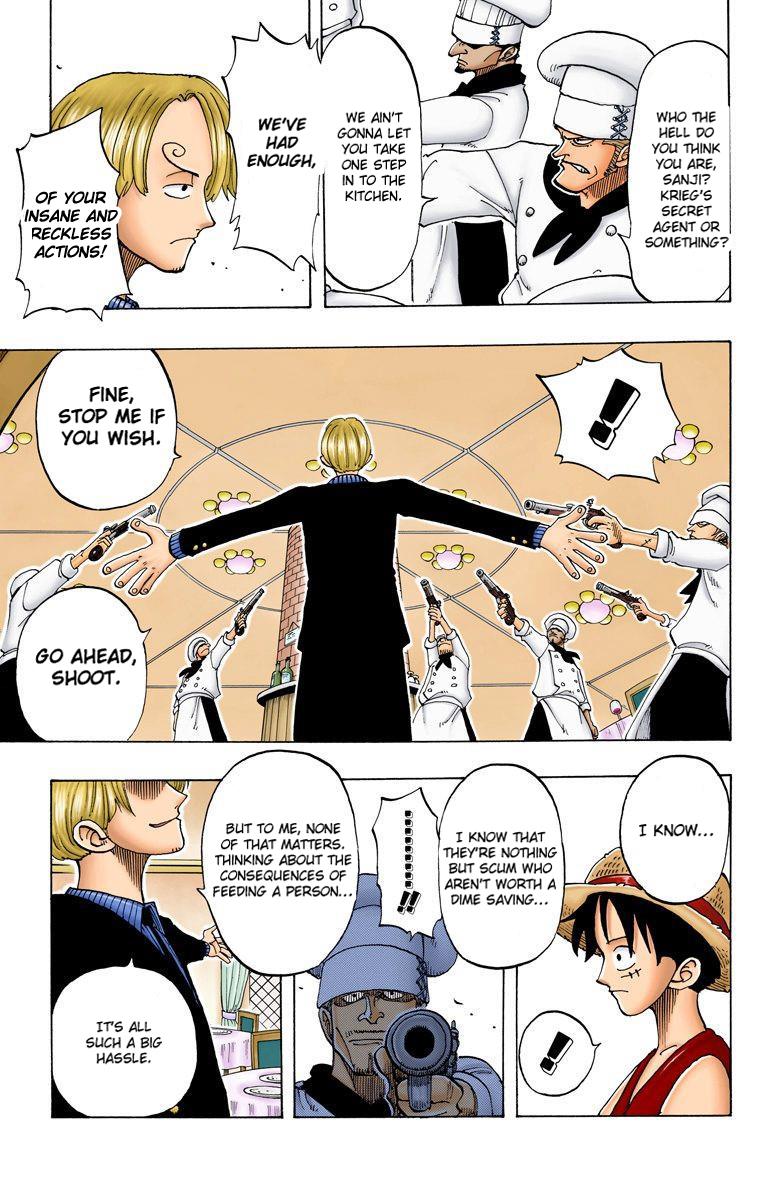 WHO THE
HELL DO
YOU THINK
YOU ARE,
SANJI?
KRIEG'S
SECRET
AGENT OR
SOMETHING?
WE AIN'T
GONNA LET
YOU TAKE
ONE STEP
IN TO THE
KITCHEN.
WE'VE
HAD
ENOUGH,
OF YOUR
INSANE AND
RECKLESS
ACTIONS!
!
FINE,
STOP ME IF
YOU WISH.
GO AHEAD,
SHOOT.
I KNOW...
!
I KNOW THAT
THEY'RE NOTHING
BUT SCUM WHO
AREN'T WORTH A
DIME SAVING...
..........!!
BUT TO ME, NONE
OF THAT MATTERS.
THINKING ABOUT THE
CONSEQUENCES OF
FEEDING A PERSON...
IT'S ALL
SUCH A BIG
HASSLE.